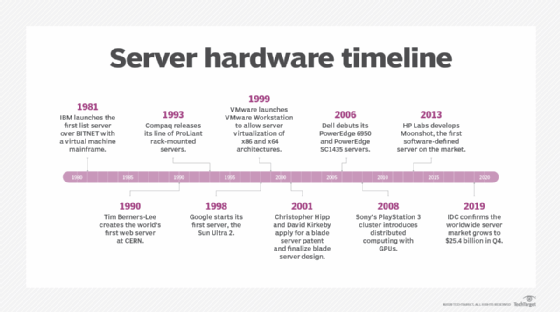 Server hardware timeline
1981
IBM launches the
first list server
over BITNET with
a virtual machine
mainframe.
1993
Compaq releases
its line of ProLiant
rack-mounted
servers.
1999
VMware launches
VMware Workstation
to allow server
virtualization of
x86 and x64
architectures.
2006
Dell debuts its
PowerEdge 6950
and PowerEdge
SC1435 servers.
2013
HP Labs develops
Moonshot, the first
software-defined
server on the market.
1980
1990
1995
2000
2005
2010
2015
2020
1990
Tim Berners-Lee
creates the world's
first web server
at CERN.
1998
Google starts its
first server, the
Sun Ultra 2.
2001
Christopher Hipp
and David Kirkeby
apply for a blade
server patent
and finalize blade
server design.
2008
Sony's PlayStation 3
cluster introduces
distributed
computing with
GPUs.
2019
IDC confirms the
worldwide server
market grows to
$25.4 billion in Q4.
TechTarget